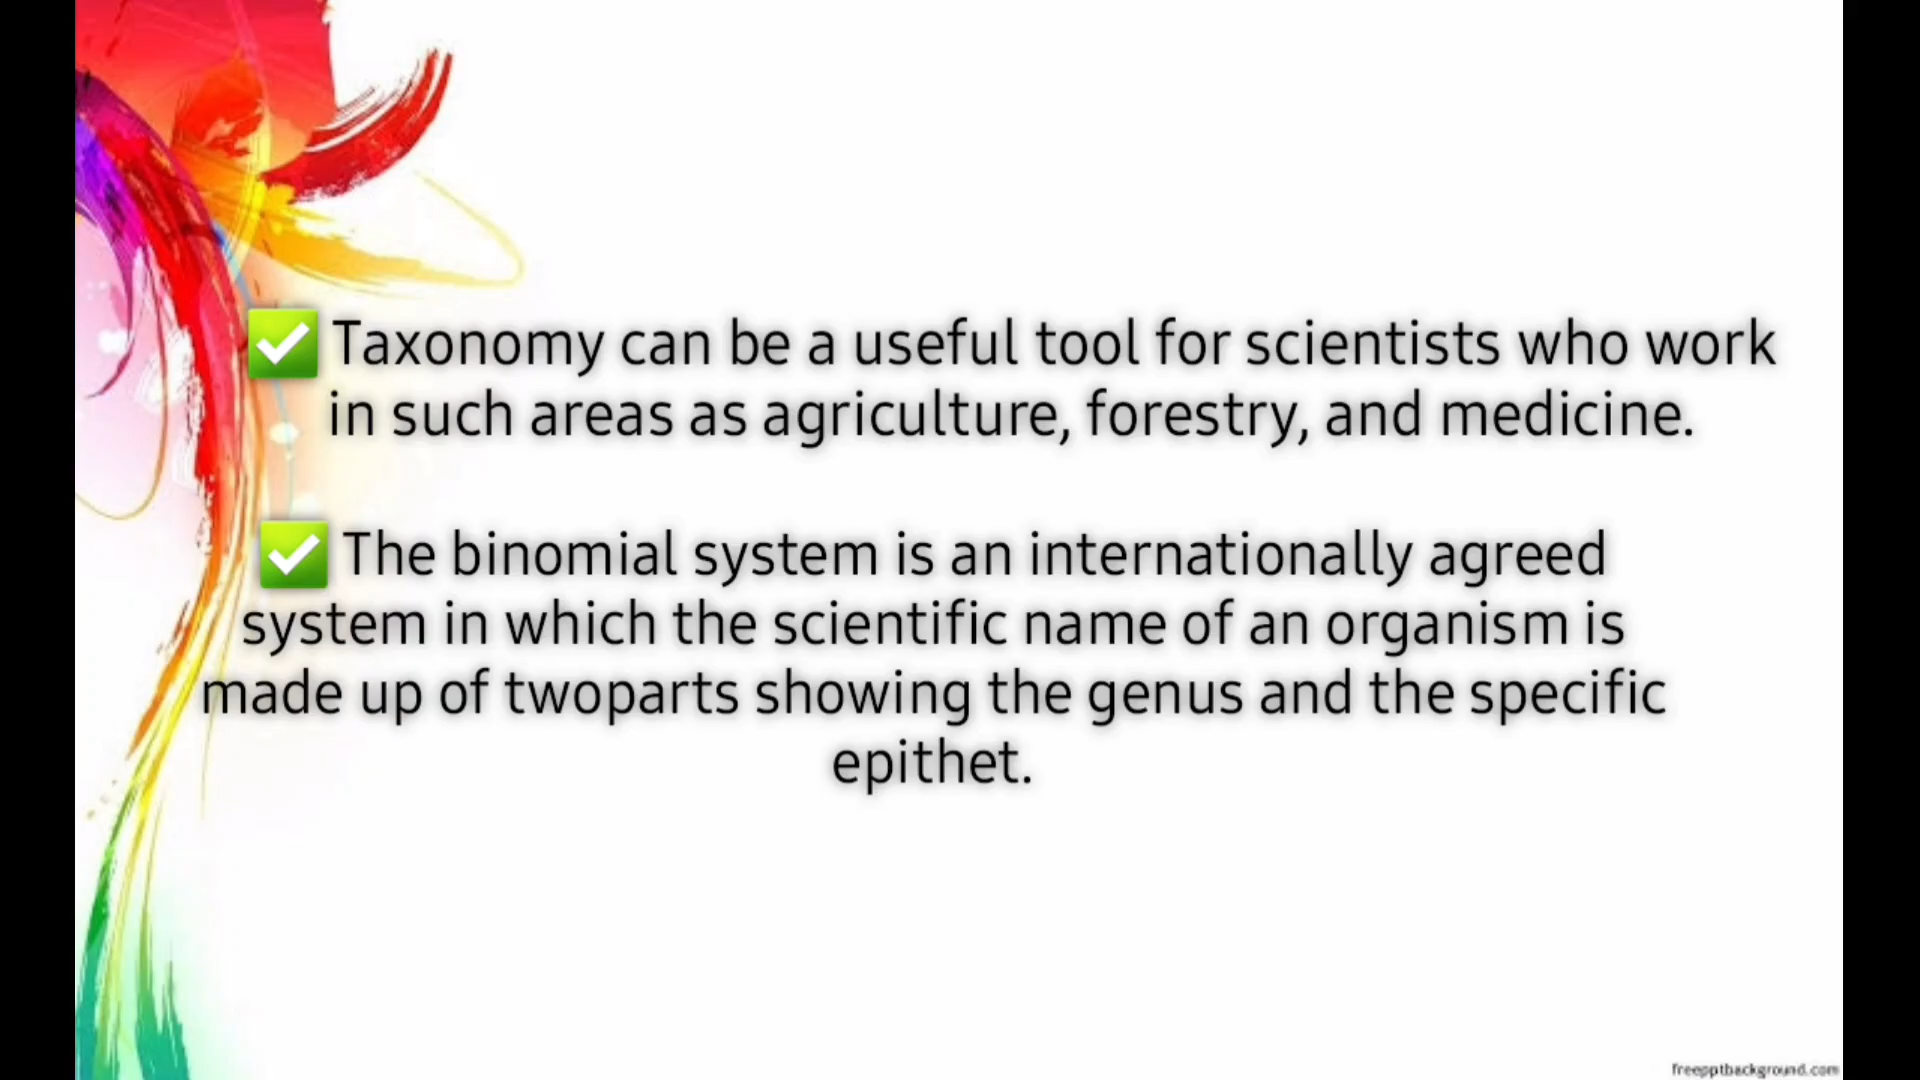 ✅ Taxonomy can be a useful tool for scientists who work
in such areas as agriculture, forestry, and medicine.
✅ The binomial system is an internationally agreed
system in which the scientific name of an organism is
made up of twoparts showing the genus and the specific
epithet.
freepptbackground.com